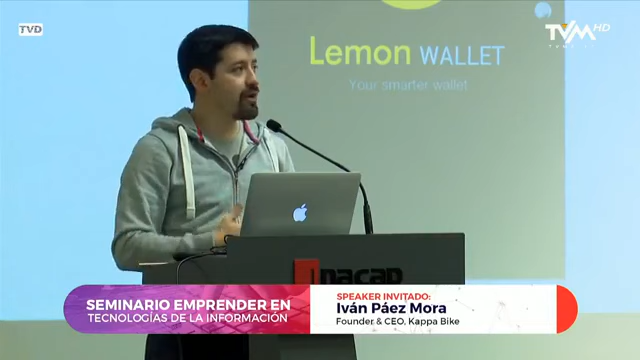 TVD
TVM HD
Lemon WALLET
Your smarter wallet
inacap
SEMINARIO EMPRENDER EN
TECNOLOGÍAS DE LA INFORMACIÓN
SPEAKER INVITADO:
Iván Páez Mora
Founder & CEO, Kappa Bike